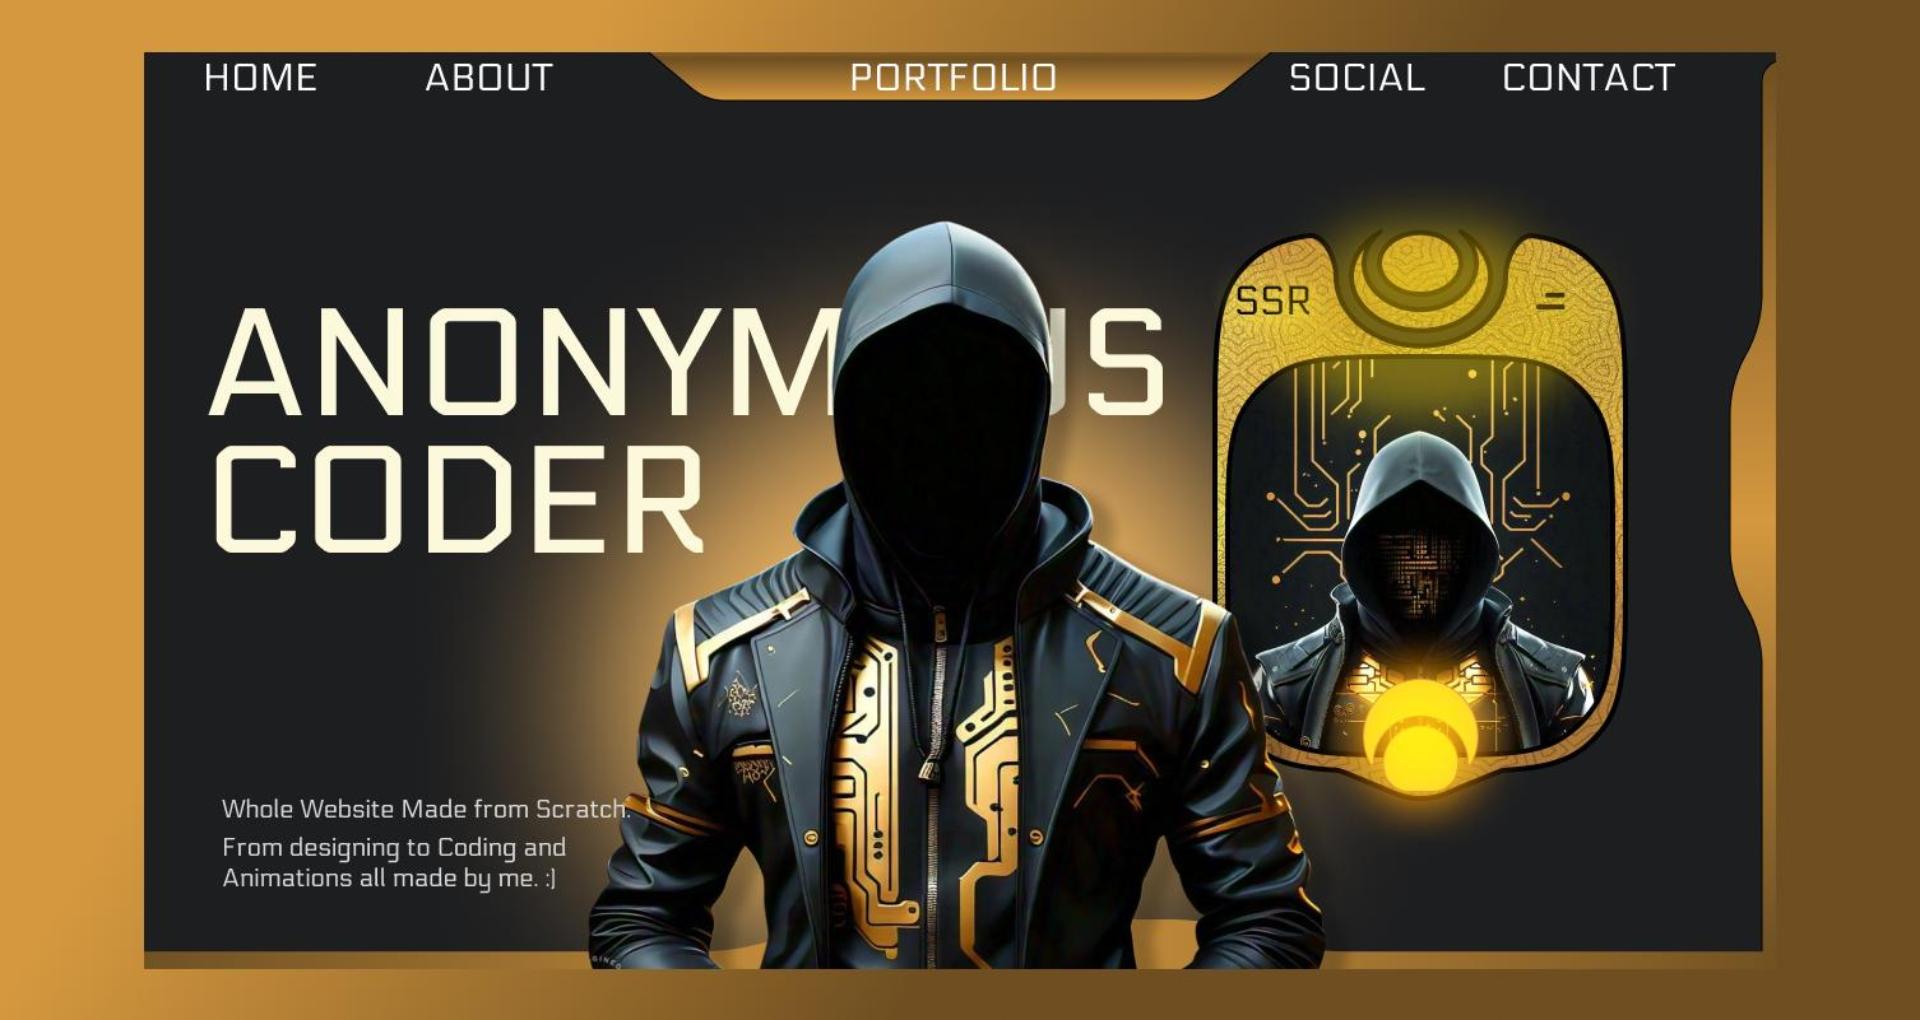 HOME ABOUT PORTFOLIO SOCIAL CONTACT
ANONYM US
CODER
SSR
Whole Website Made from Scratch.
From designing to Coding and
Animations all made by me. :)